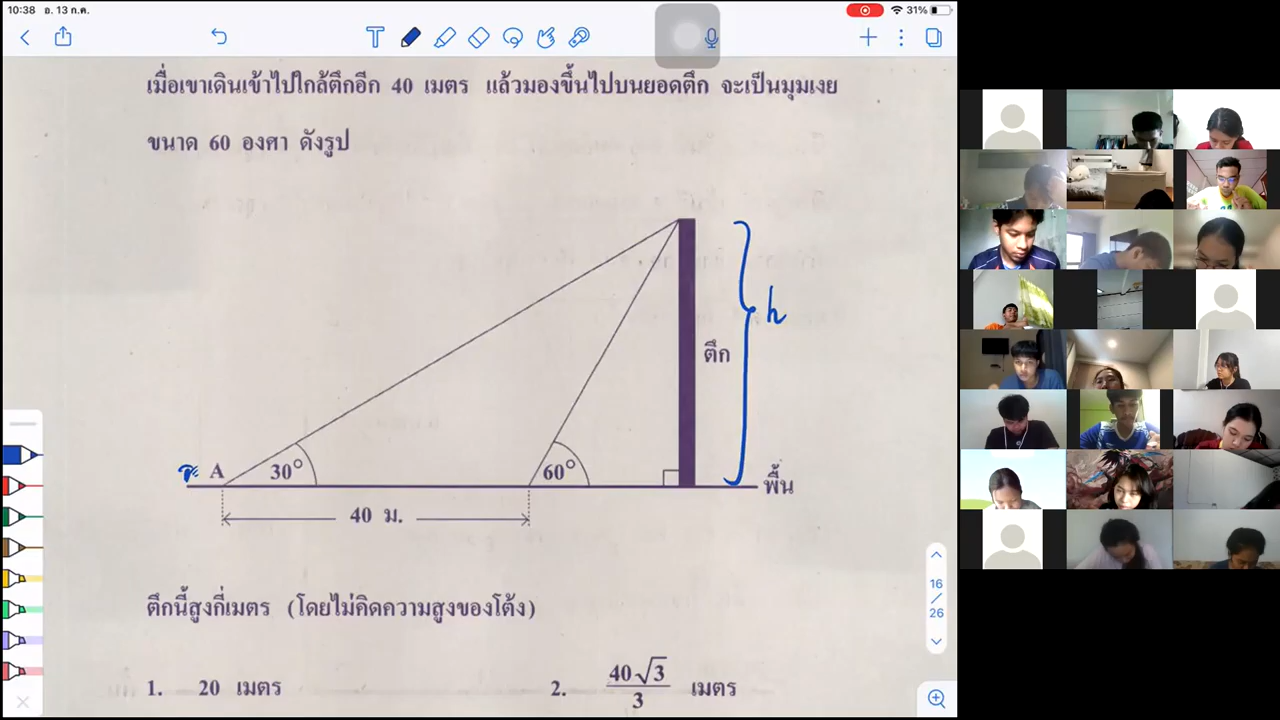 10:38 อ. 13 ก.ค.
31%
เมื่อเขาเดินเข้าไปใกล้ตึกอีก 40 เมตร แล้วมองขึ้นไปบนยอดตึก จะเป็นมุมเงย
ขนาด 60 องศา ดังรูป
h
ตึก
A 30° 60° พื้น
40 ม.
16
/
26
ตึกนี้สูงกี่เมตร (โดยไม่คิดความสูงของโต้ง)
1. 20 เมตร 2. 40√3/3 เมตร